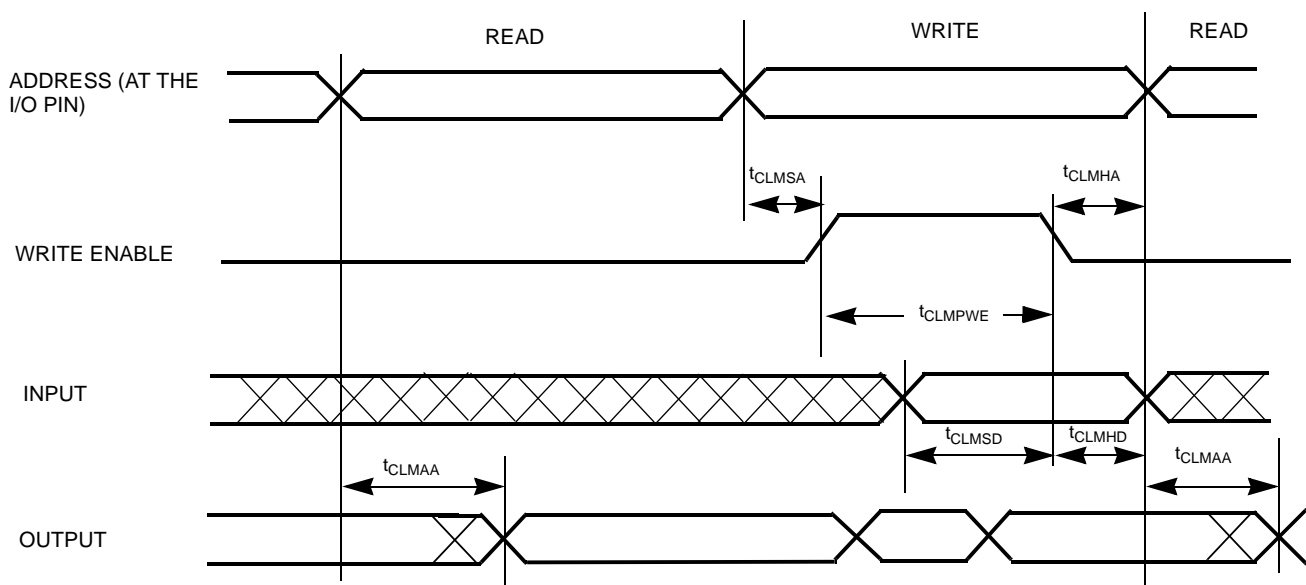 READ
WRITE
READ
ADDRESS (AT THE
I/O PIN)
tCLMSA
tCLMHA
WRITE ENABLE
tCLMPWE
INPUT
tCLMSD
tCLMHD
tCLMAA
tCLMAA
OUTPUT